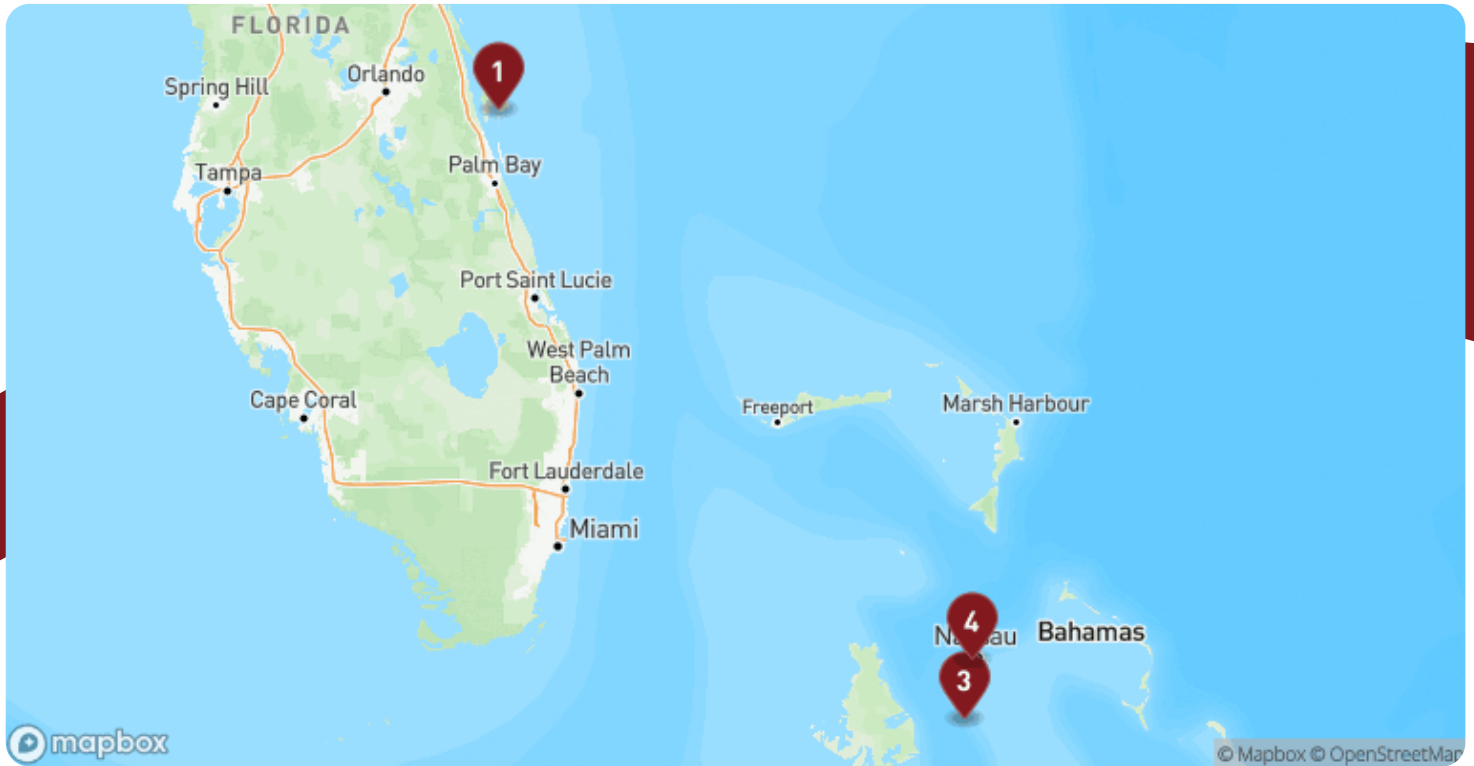 FLORIDA
1
Orlando
Spring Hill
Palm Bay
Tampa
Port Saint Lucie
West Palm
Beach
Cape Coral
Freeport
Marsh Harbour
Fort Lauderdale
Miami
4
Bahamas
3
mapbox
© Mapbox © OpenStreetMap